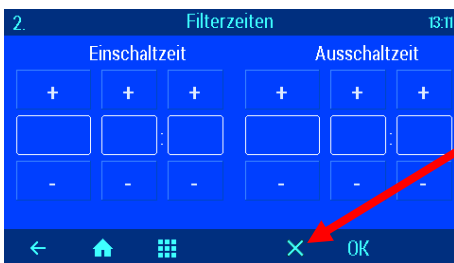 2. Filterzeiten 13:11
Einschaltzeit Ausschaltzeit
+ + + + + +
: :
- - - - - -
OK